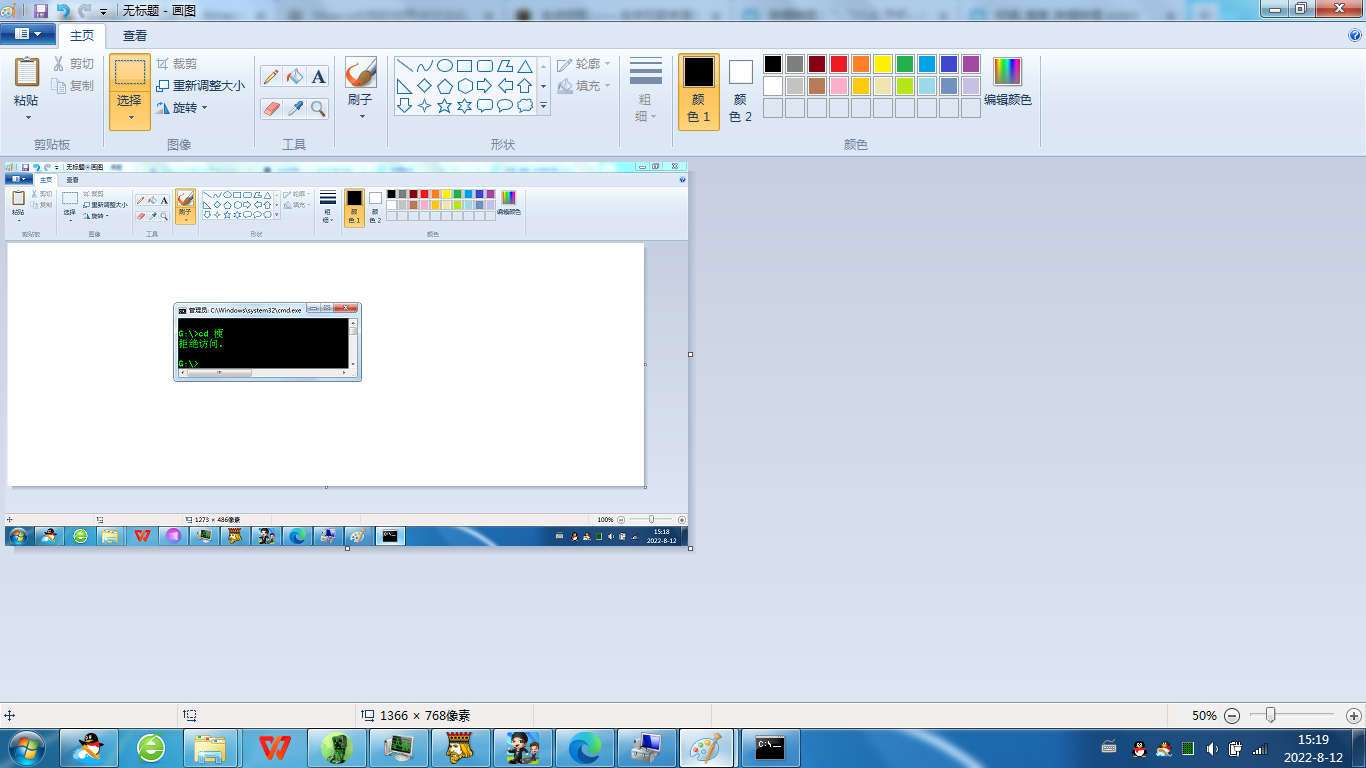 无标题 - 画图
主页
查看
粘贴
剪切
复制
剪贴板
选择
裁剪
重新调整大小
旋转
图像
A
工具
刷子
轮廓
填充
形状
粗
细
颜
色 1
颜
色 2
编辑颜色
颜色
无标题 - 画图
主页
查看
粘贴
剪切
复制
剪贴板
选择
裁剪
重新调整大小
旋转
图像
A
工具
刷子
轮廓
填充
形状
粗
细
颜
色 1
颜
色 2
编辑颜色
颜色
管理员: C:\Windows\system32\cmd.exe
G:\>cd 梗
拒绝访问。
G:\>
1273 × 486像素
100%
15:18
2022-8-12
1366 × 768像素
50%
C:\_
15:19
2022-8-12